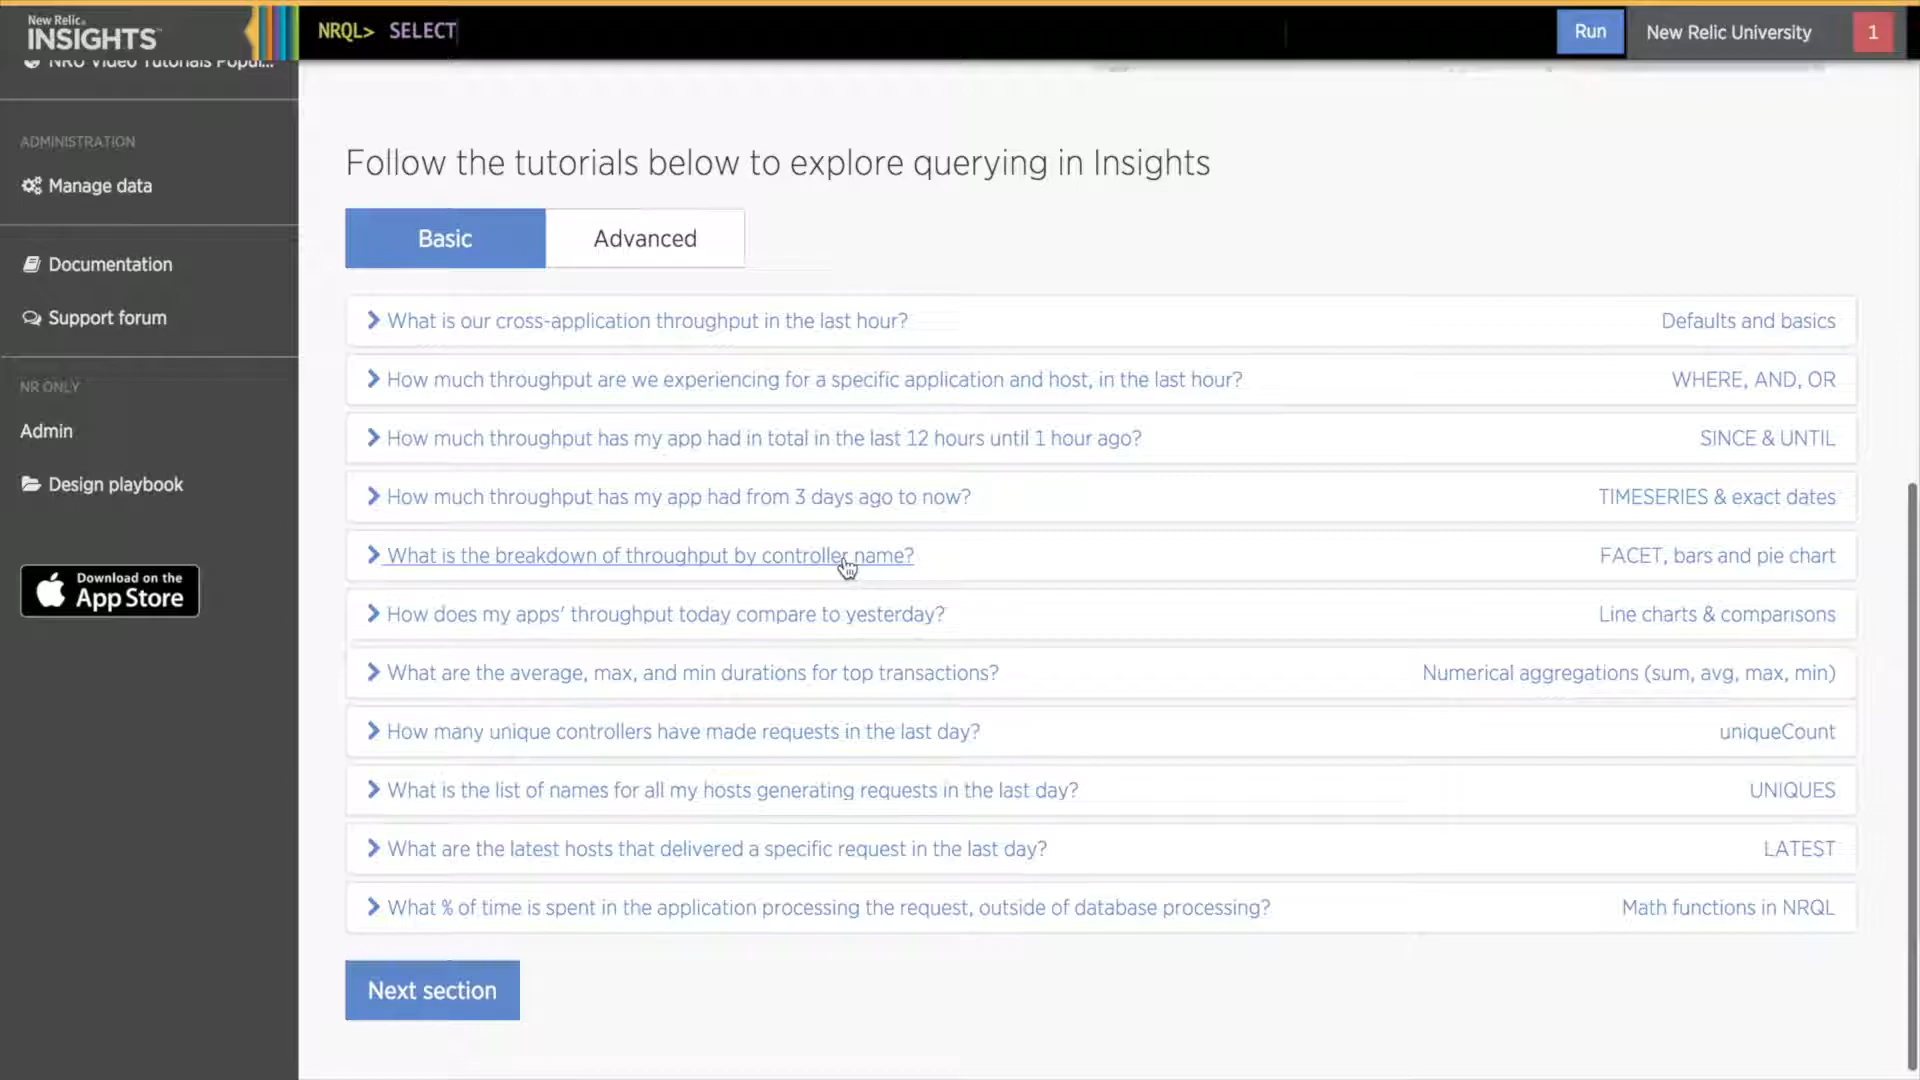 New Relic.
INSIGHTS
NRQL> SELECT
Run
New Relic University
1
NRU Video Tutorials Popul...
ADMINISTRATION
Manage data
Documentation
Support forum
NR ONLY
Admin
Design playbook
Download on the
App Store
Follow the tutorials below to explore querying in Insights
Basic
Advanced
What is our cross-application throughput in the last hour?
Defaults and basics
How much throughput are we experiencing for a specific application and host, in the last hour?
WHERE, AND, OR
How much throughput has my app had in total in the last 12 hours until 1 hour ago?
SINCE & UNTIL
How much throughput has my app had from 3 days ago to now?
TIMESERIES & exact dates
What is the breakdown of throughput by controller name?
FACET, bars and pie chart
How does my apps' throughput today compare to yesterday?
Line charts & comparisons
What are the average, max, and min durations for top transactions?
Numerical aggregations (sum, avg, max, min)
How many unique controllers have made requests in the last day?
uniqueCount
What is the list of names for all my hosts generating requests in the last day?
UNIQUES
What are the latest hosts that delivered a specific request in the last day?
LATEST
What % of time is spent in the application processing the request, outside of database processing?
Math functions in NRQL
Next section